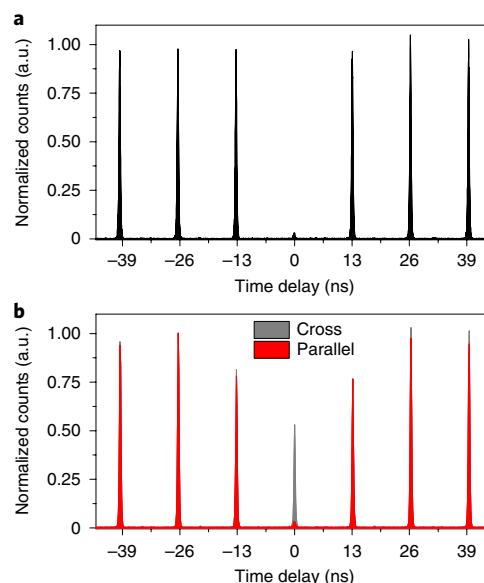 a
Normalized counts (a.u.)
1.00
0.75
0.50
0.25
0
−39 −26 −13 0 13 26 39
Time delay (ns)
b
Normalized counts (a.u.)
1.00
0.75
0.50
0.25
0
Cross
Parallel
−39 −26 −13 0 13 26 39
Time delay (ns)